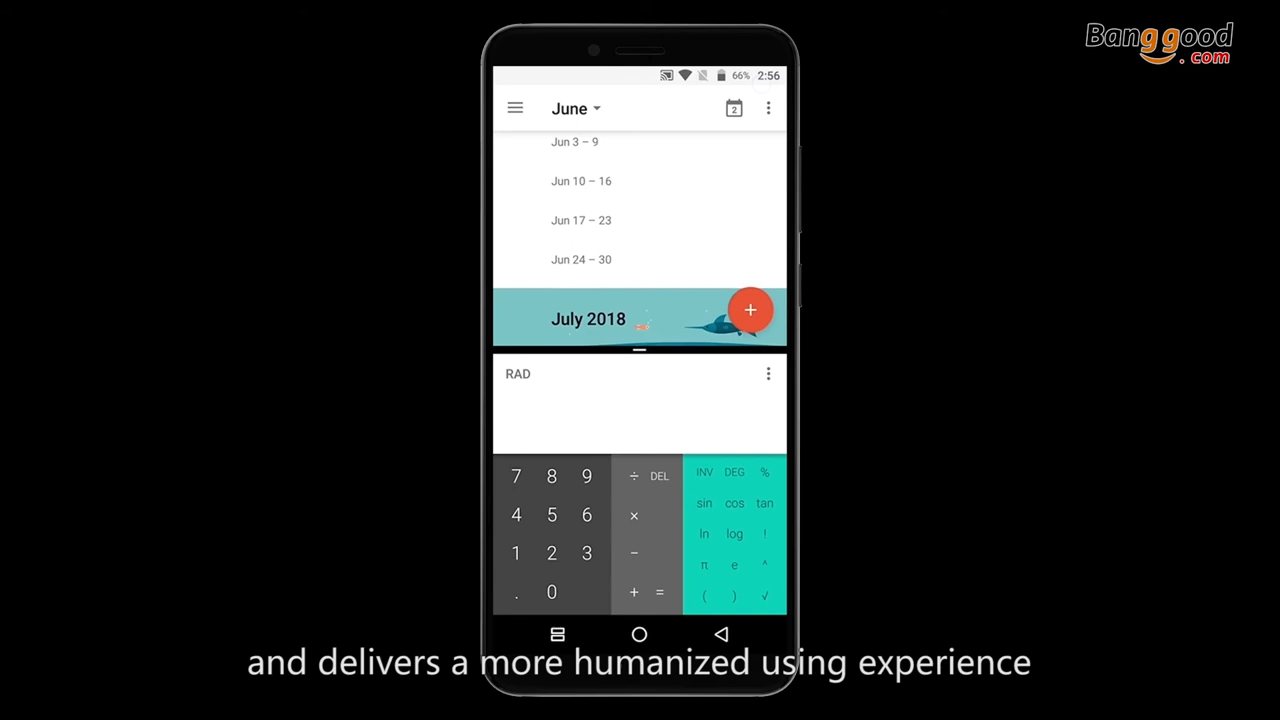 Banggood
.com
66% 2:56
June
2
Jun 3 – 9
Jun 10 – 16
Jun 17 – 23
Jun 24 – 30
July 2018
+
RAD
7 8 9 ÷ DEL INV DEG %
4 5 6 × sin cos tan
1 2 3 − ln log !
. 0 + = π e ^
( ) √
and delivers a more humanized using experience